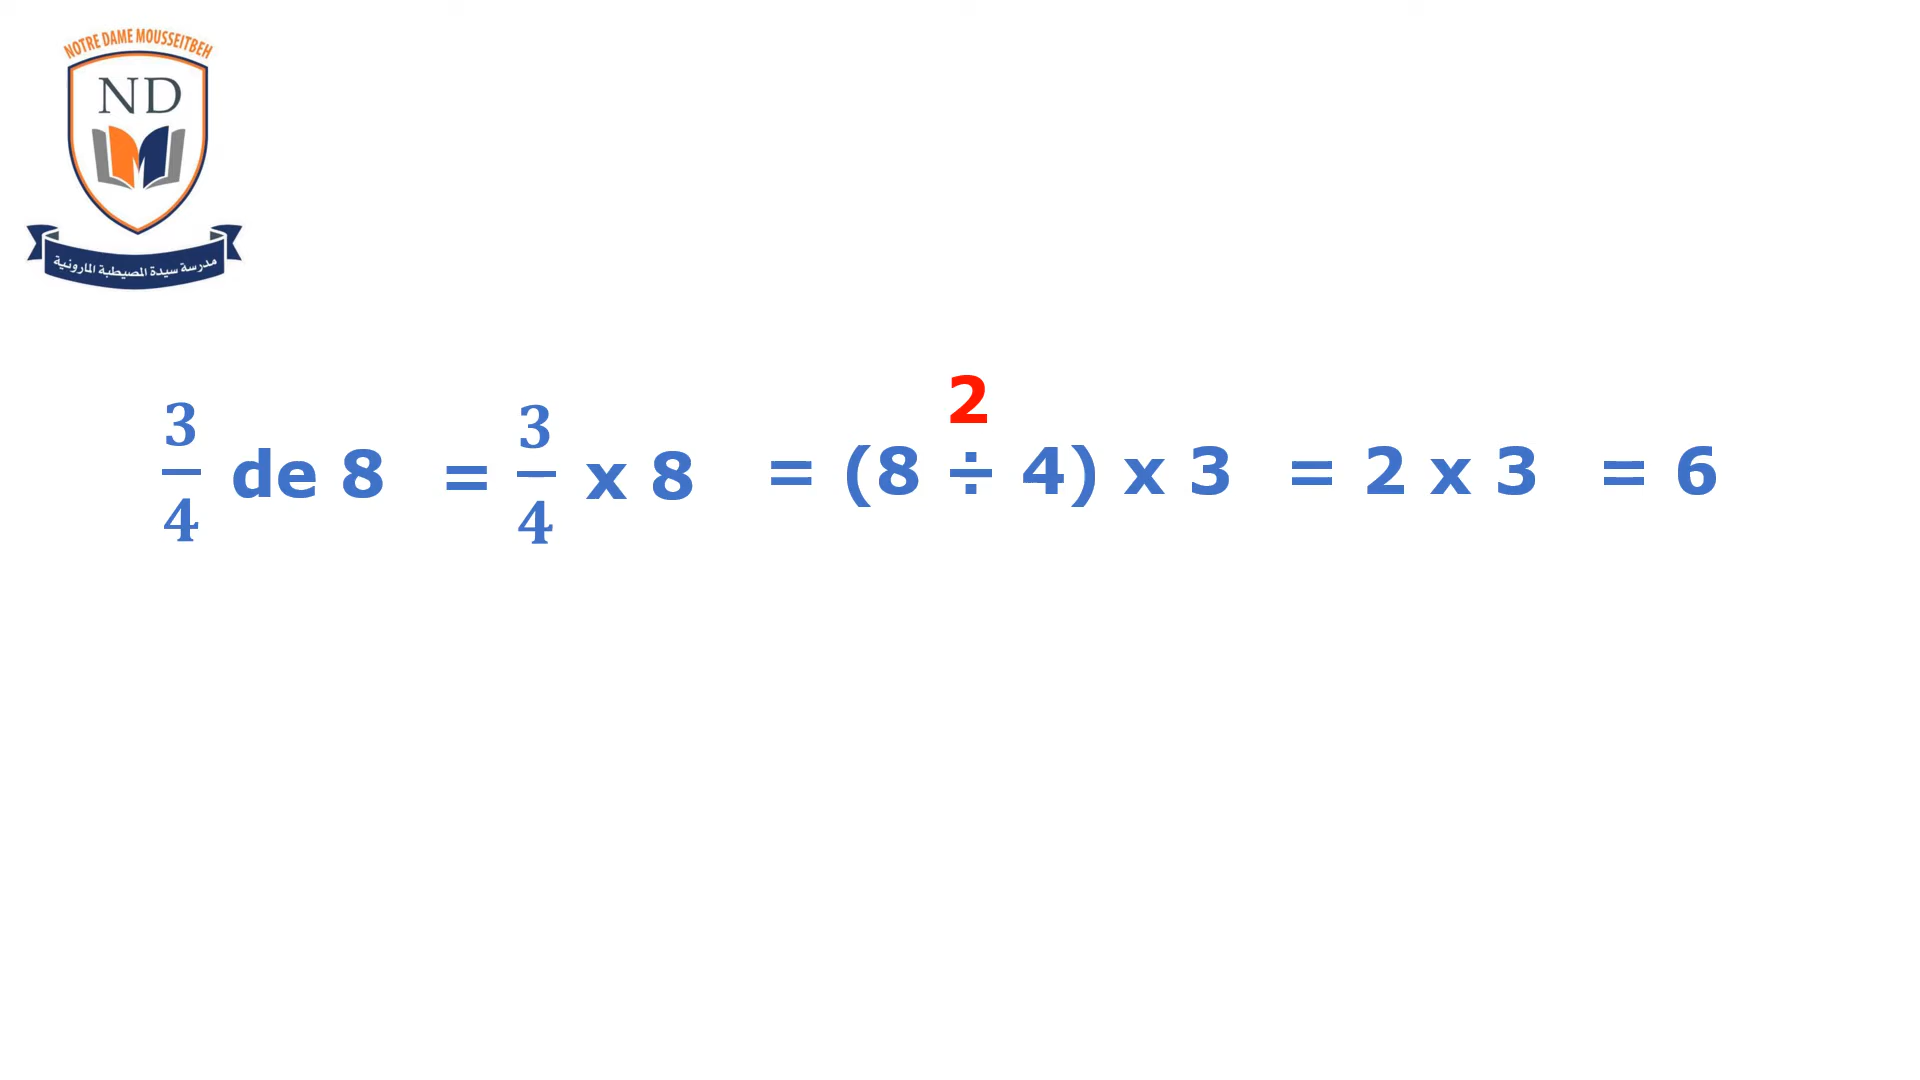 NOTRE DAME MOUSSEITBEH
ND
مدرسة سيدة المصيطبة المارونية
2
3/4 de 8 = 3/4 x 8 = (8 ÷ 4) x 3 = 2 x 3 = 6